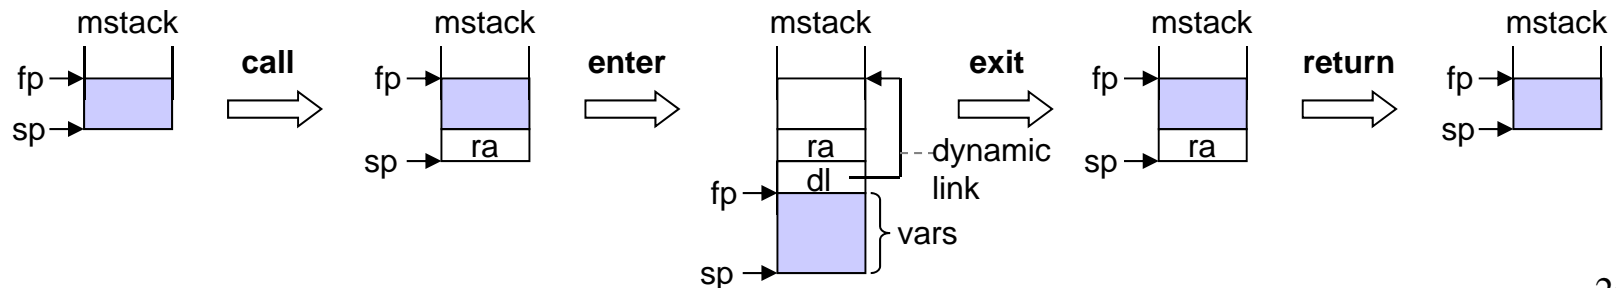 mstack
fp
sp
call
mstack
fp
sp
ra
enter
mstack
ra
dl
fp
sp
vars
dynamic
link
exit
mstack
fp
sp
ra
return
mstack
fp
sp